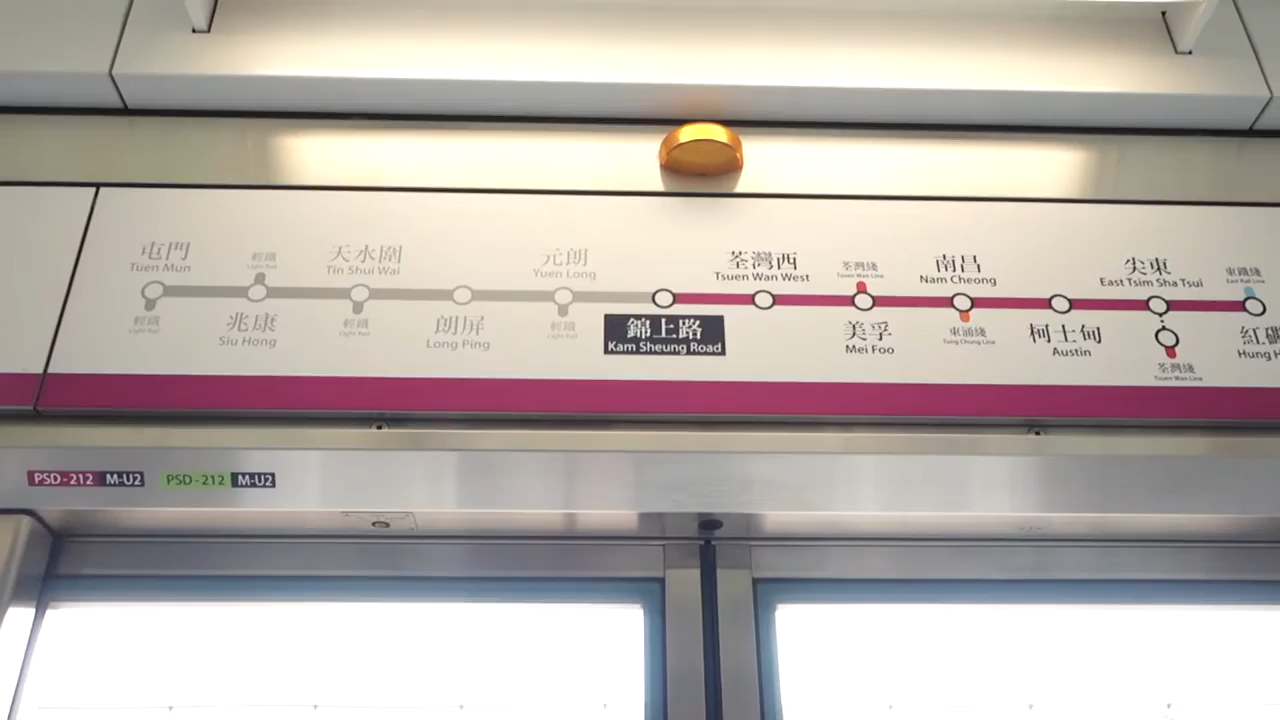 屯門
Tuen Mun
輕鐵
Light Rail
輕鐵
Light Rail
兆康
Siu Hong
天水圍
Tin Shui Wai
輕鐵
Light Rail
朗屏
Long Ping
元朗
Yuen Long
輕鐵
Light Rail
錦上路
Kam Sheung Road
荃灣西
Tsuen Wan West
荃灣綫
Tsuen Wan Line
美孚
Mei Foo
南昌
Nam Cheong
東涌綫
Tung Chung Line
柯士甸
Austin
尖東
East Tsim Sha Tsui
荃灣綫
Tsuen Wan Line
東鐵綫
East Rail Line
紅
Hung
PSD-212 M-U2
PSD-212 M-U2